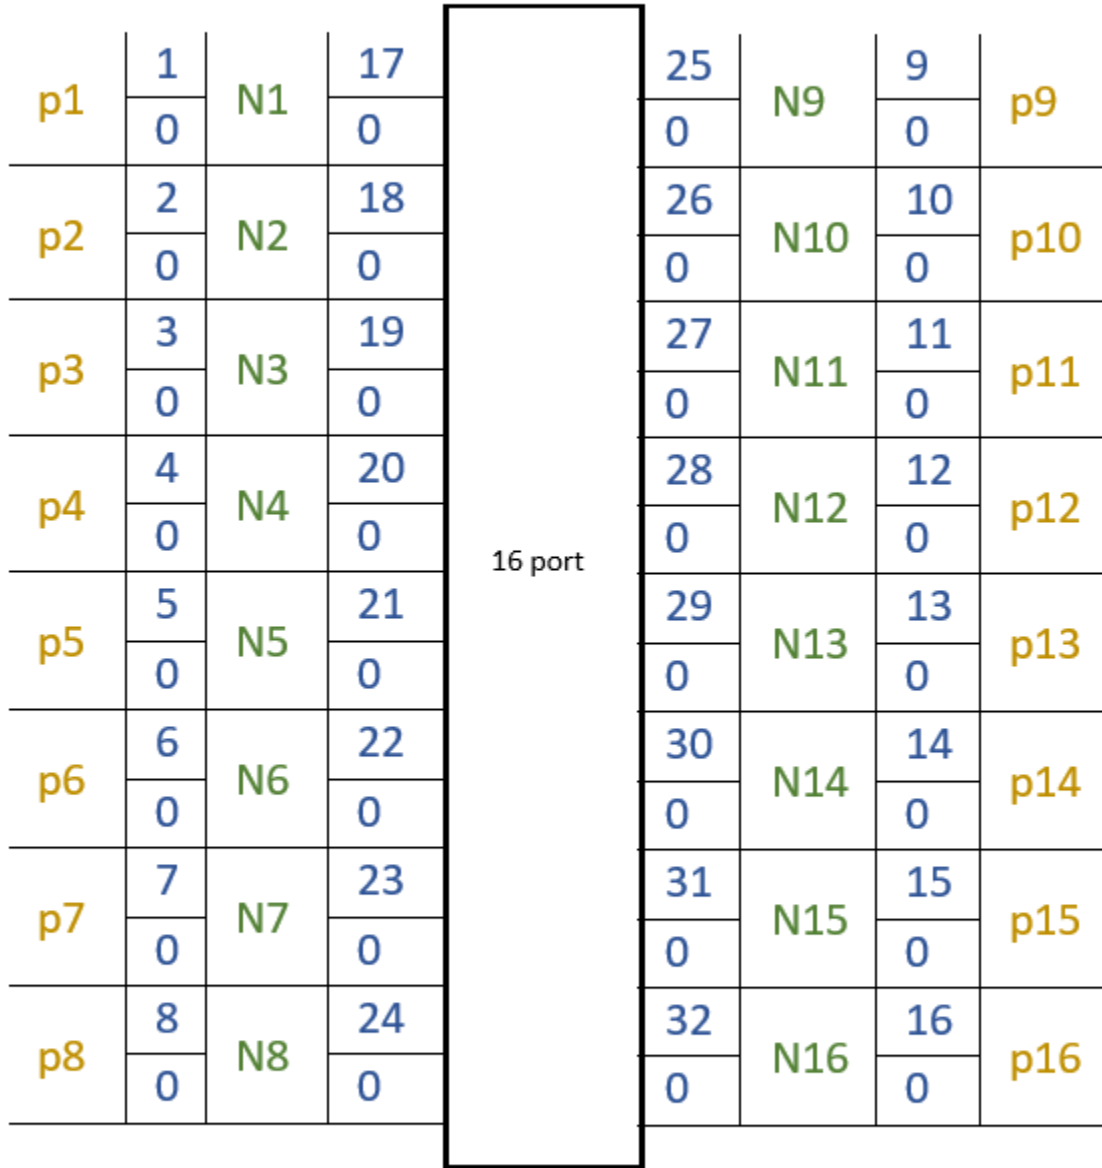 p1 1 N1 17 25 N9 9 p9
0 0 0 0
p2 2 N2 18 26 N10 10 p10
0 0 0 0
p3 3 N3 19 27 N11 11 p11
0 0 0 0
p4 4 N4 20 28 N12 12 p12
0 0 0 0
16 port
p5 5 N5 21 29 N13 13 p13
0 0 0 0
p6 6 N6 22 30 N14 14 p14
0 0 0 0
p7 7 N7 23 31 N15 15 p15
0 0 0 0
p8 8 N8 24 32 N16 16 p16
0 0 0 0